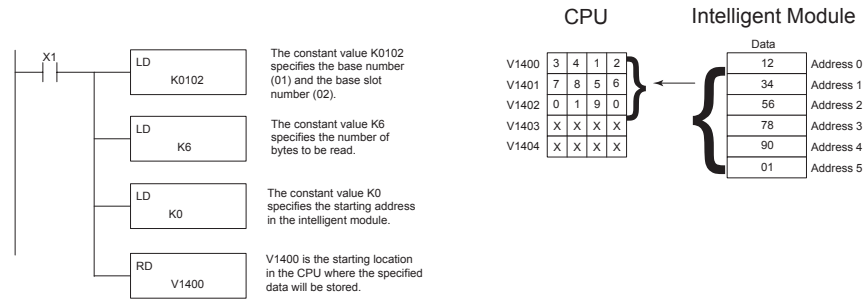 X1
LD
K0102
The constant value K0102
specifies the base number
(01) and the base slot
number (02).
LD
K6
The constant value K6
specifies the number of
bytes to be read.
LD
K0
The constant value K0
specifies the starting address
in the intelligent module.
RD
V1400
V1400 is the starting location
in the CPU where the specified
data will be stored.
CPU
V1400 3 4 1 2
V1401 7 8 5 6
V1402 0 1 9 0
V1403 X X X X
V1404 X X X X
Intelligent Module
Data
12 Address 0
34 Address 1
56 Address 2
78 Address 3
90 Address 4
01 Address 5